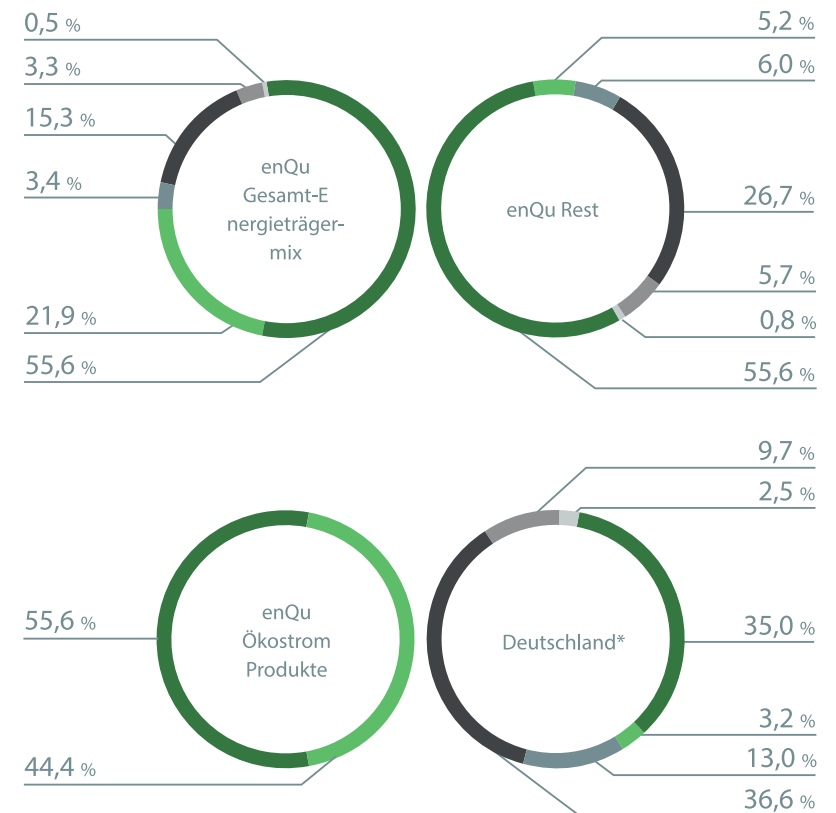 0,5 %
3,3 %
15,3 %
3,4 %
21,9 %
55,6 %
enQu
Gesamt-E
nergieträger-
mix
5,2 %
6,0 %
26,7 %
5,7 %
0,8 %
55,6 %
enQu Rest
55,6 %
44,4 %
enQu
Ökostrom
Produkte
9,7 %
2,5 %
35,0 %
3,2 %
13,0 %
36,6 %
Deutschland*